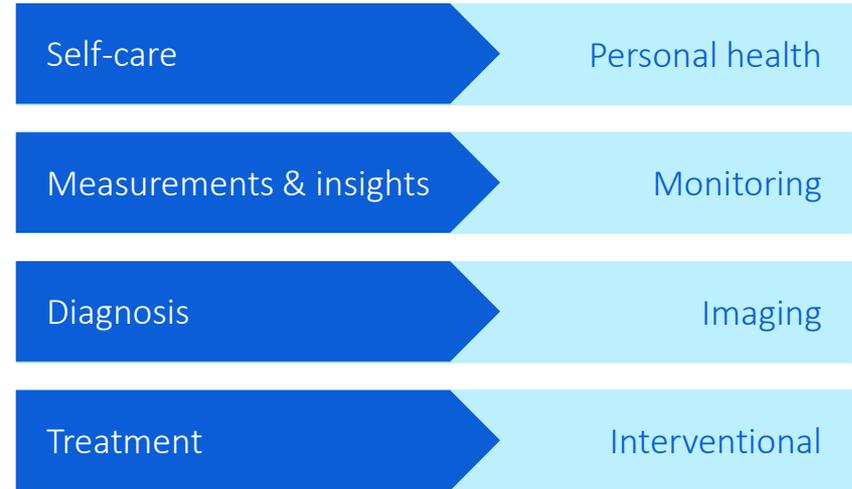 Self-care
Personal health
Measurements & insights
Monitoring
Diagnosis
Imaging
Treatment
Interventional